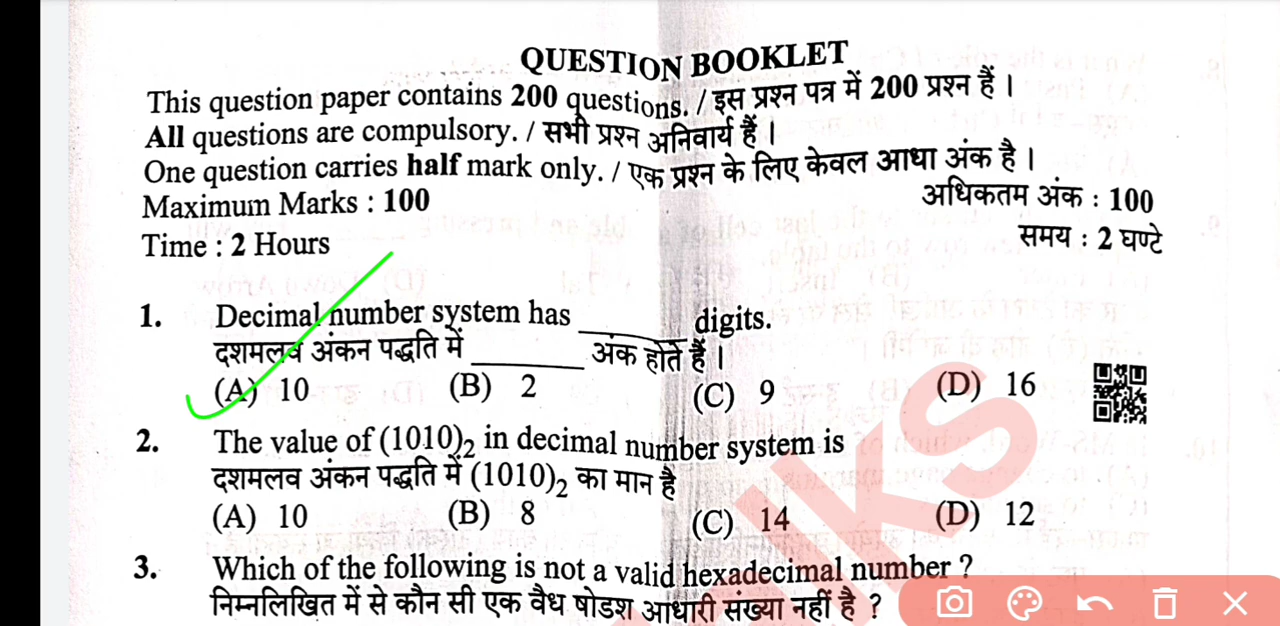 QUESTION BOOKLET
This question paper contains 200 questions. / इस प्रश्न पत्र में 200 प्रश्न हैं ।
All questions are compulsory. / सभी प्रश्न अनिवार्य हैं ।
One question carries half mark only. / एक प्रश्न के लिए केवल आधा अंक है ।
Maximum Marks : 100 अधिकतम अंक : 100
Time : 2 Hours समय : 2 घण्टे
1. Decimal number system has ________ digits.
दशमलव अंकन पद्धति में ________ अंक होते हैं ।
(A) 10 (B) 2 (C) 9 (D) 16
2. The value of (1010)₂ in decimal number system is
दशमलव अंकन पद्धति में (1010)₂ का मान है
(A) 10 (B) 8 (C) 14 (D) 12
3. Which of the following is not a valid hexadecimal number ?
निम्नलिखित में से कौन सी एक वैध षोडश आधारी संख्या नहीं है ?